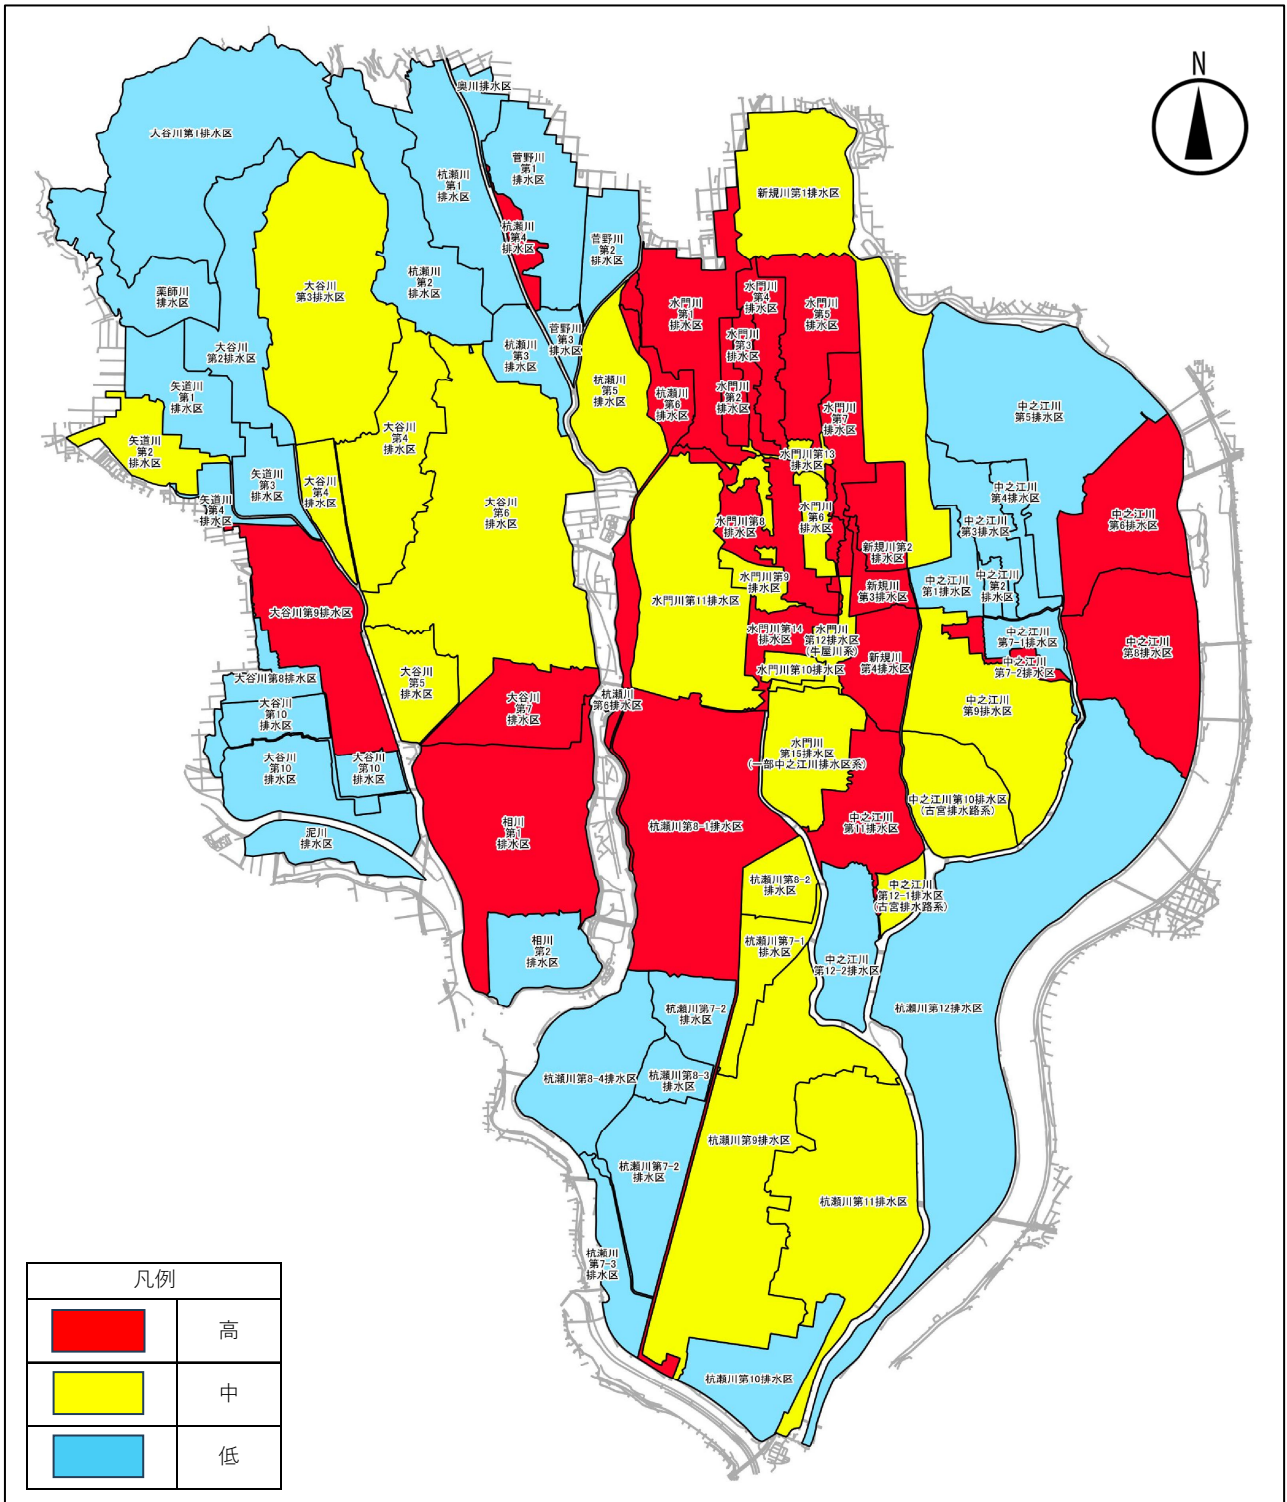 N
奥川排水区
大谷川第1排水区
菅野川
第1
排水区
杭瀬川
第1
排水区
新規川第1排水区
杭瀬川
第4
排水区
菅野川
第2
排水区
杭瀬川
第2
排水区
大谷川
第3排水区
薬師川
排水区
水門川
第4
排水区
水門川
第1
排水区
水門川
第5
排水区
水門川
第3
排水区
菅野川
第3
排水区
杭瀬川
第3
排水区
大谷川
第2排水区
矢道川
第1
排水区
杭瀬川
第5
排水区
杭瀬川
第6
排水区
水門川
第2
排水区
水門川
第7
排水区
中之江川
第5排水区
矢道川
第2
排水区
大谷川
第4
排水区
水門川第13
排水区
矢道川
第3
排水区
大谷川
第4
排水区
矢道川
第4
排水区
大谷川
第6
排水区
水門川第8
排水区
水門川
第6
排水区
中之江川
第4排水区
中之江川
第3排水区
中之江川
第6排水区
新規川第2
排水区
水門川第9
排水区
中之江川
第1排水区
中之江川
第2
排水区
新規川
第3排水区
水門川第11排水区
大谷川第9排水区
水門川第14
排水区
水門川
第12排水区
(牛屋川系)
中之江川
第7-1排水区
中之江川
第8排水区
新規川
第4排水区
中之江川
第7-2排水区
水門川第10排水区
大谷川第8排水区
大谷川
第5
排水区
大谷川
第7
排水区
杭瀬川
第6排水区
中之江川
第9排水区
大谷川
第10
排水区
大谷川
第10
排水区
大谷川
第10
排水区
水門川
第15排水区
(一部中之江川排水区系)
中之江川第10排水区
(古宮排水路系)
泥川
排水区
相川
第1
排水区
杭瀬川第8-1排水区
中之江川
第11排水区
杭瀬川第8-2
排水区
中之江川
第12-1排水区
(古宮排水路系)
相川
第2
排水区
杭瀬川第7-1
排水区
中之江川
第12-2排水区
杭瀬川第7-2
排水区
杭瀬川第12排水区
杭瀬川第8-4排水区
杭瀬川第8-3
排水区
杭瀬川第9排水区
杭瀬川第7-2
排水区
杭瀬川第11排水区
杭瀬川
第7-3
排水区
杭瀬川第10排水区
凡例
高
中
低